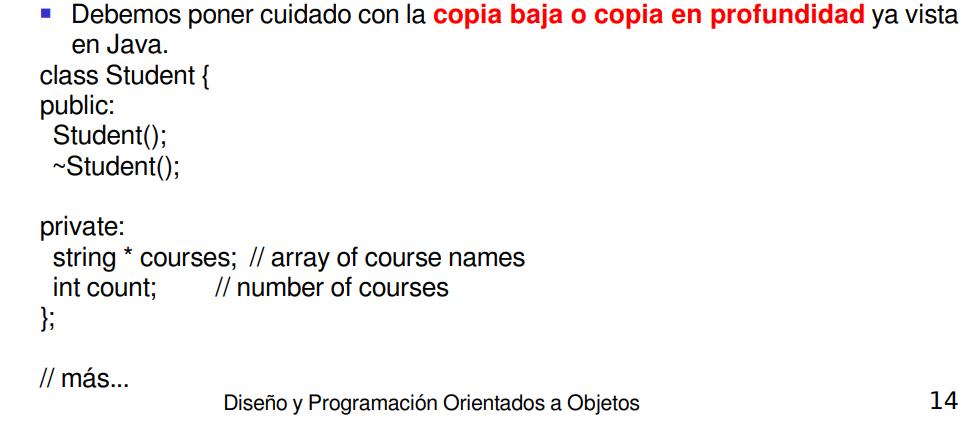 ▪ Debemos poner cuidado con la copia baja o copia en profundidad ya vista
en Java.
class Student {
public:
Student();
~Student();
private:
string * courses; // array of course names
int count; // number of courses
};
// más...
Diseño y Programación Orientados a Objetos
14